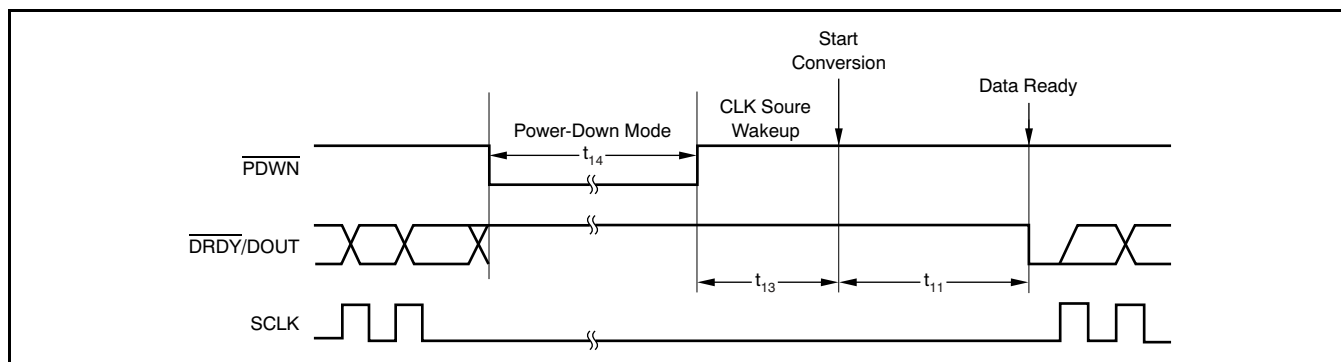 Start
Conversion
Data Ready
CLK Soure
Wakeup
Power-Down Mode
t14
PDWN
DRDY/DOUT
t13
t11
SCLK